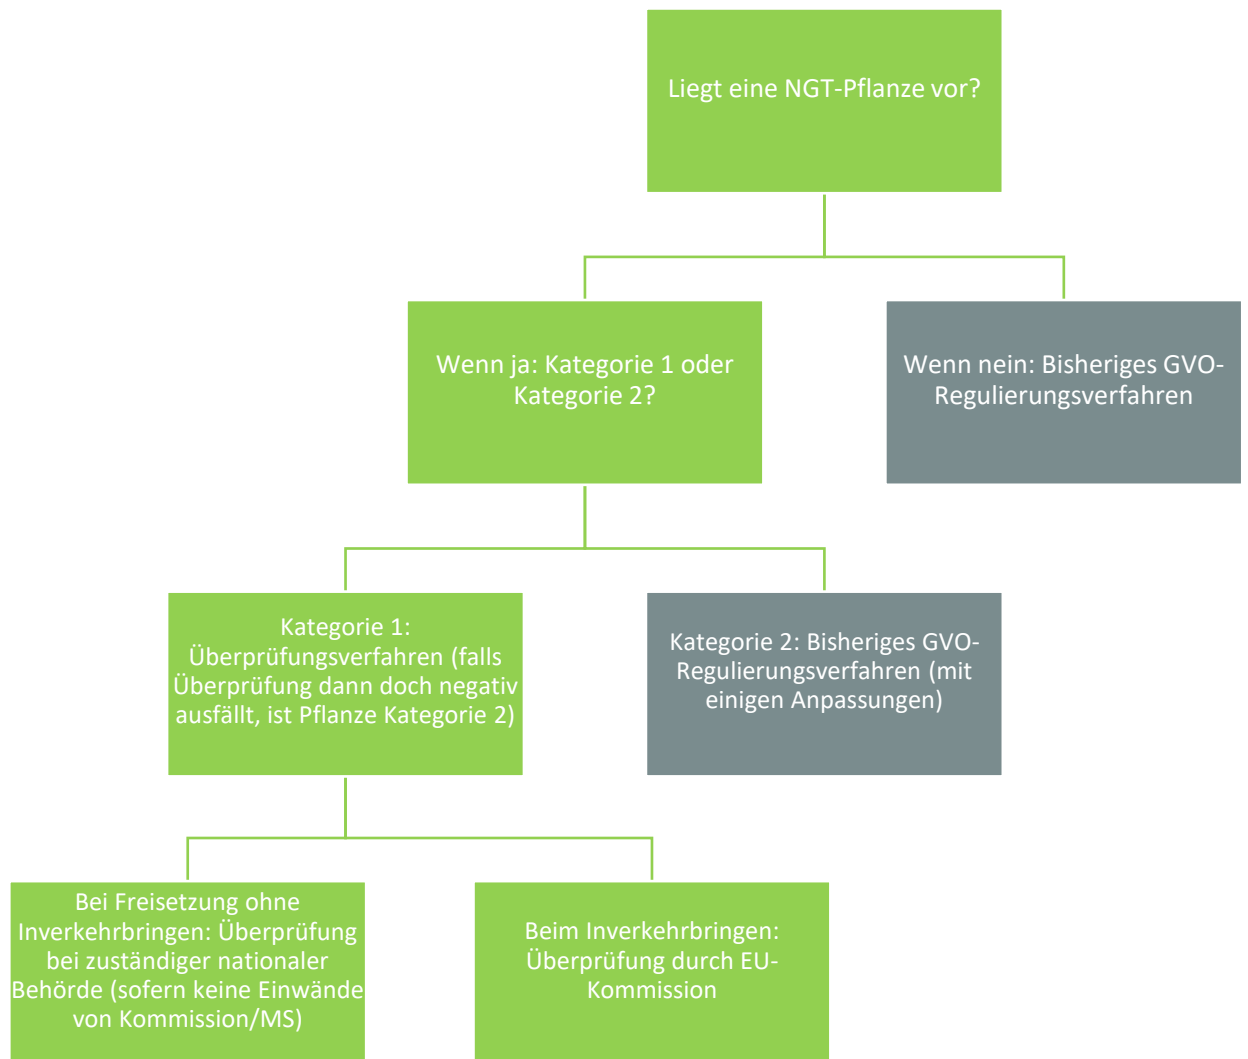 Liegt eine NGT-Pflanze vor?
Wenn ja: Kategorie 1 oder
Kategorie 2?
Wenn nein: Bisheriges GVO-
Regulierungsverfahren
Kategorie 1:
Überprüfungsverfahren (falls
Überprüfung dann doch negativ
ausfällt, ist Pflanze Kategorie 2)
Kategorie 2: Bisheriges GVO-
Regulierungsverfahren (mit
einigen Anpassungen)
Bei Freisetzung ohne
Inverkehrbringen: Überprüfung
bei zuständiger nationaler
Behörde (sofern keine Einwände
von Kommission/MS)
Beim Inverkehrbringen:
Überprüfung durch EU-
Kommission